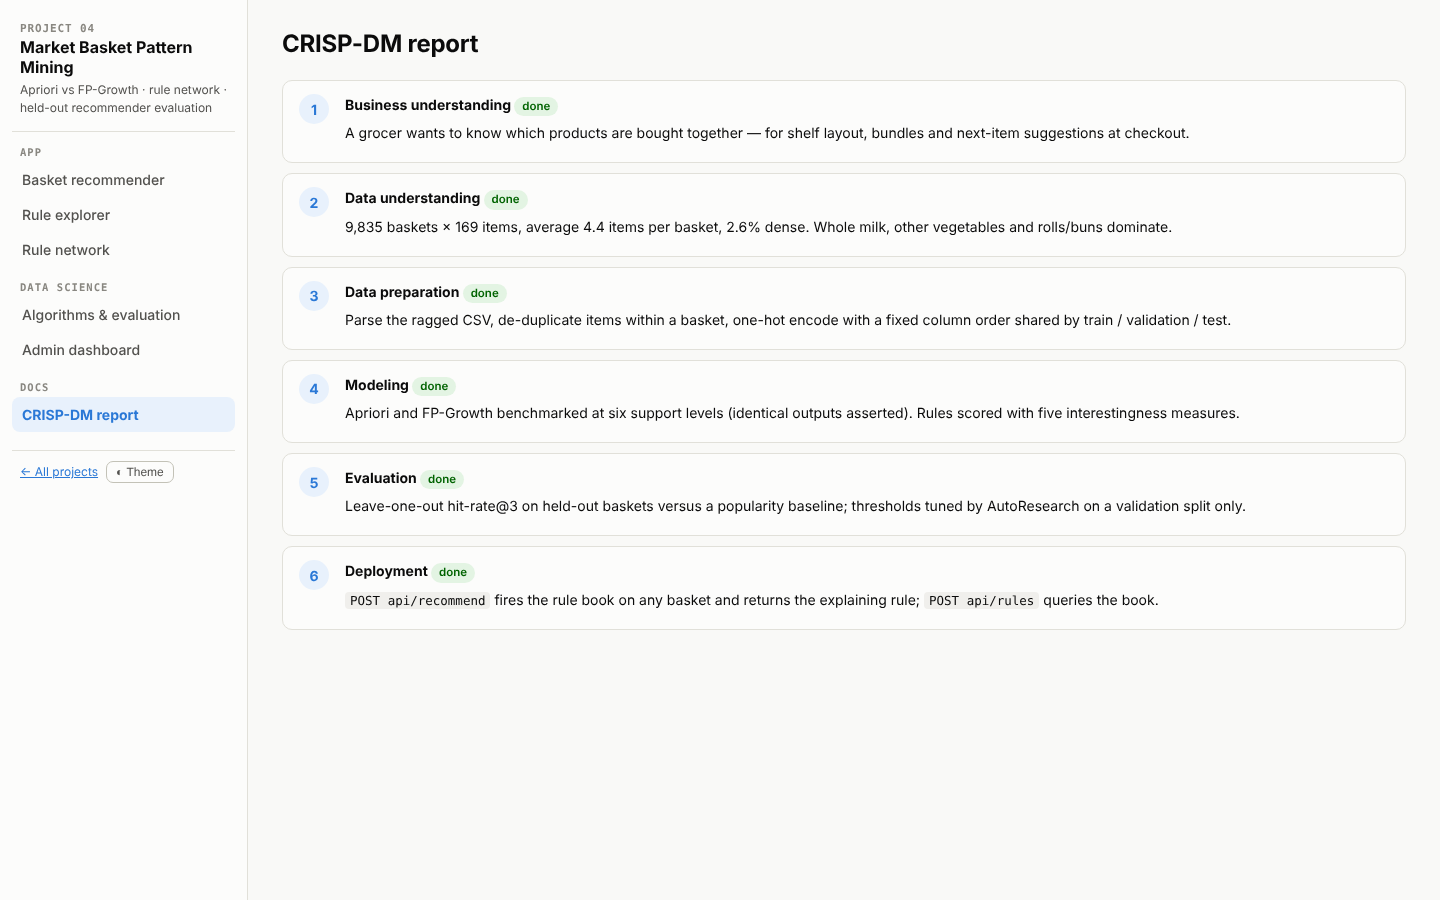 PROJECT 04
Market Basket Pattern
Mining
Apriori vs FP-Growth · rule network ·
held-out recommender evaluation
APP
Basket recommender
Rule explorer
Rule network
DATA SCIENCE
Algorithms & evaluation
Admin dashboard
DOCS
CRISP-DM report
← All projects
Theme
CRISP-DM report
1
Business understanding done
A grocer wants to know which products are bought together — for shelf layout, bundles and next-item suggestions at checkout.
2
Data understanding done
9,835 baskets × 169 items, average 4.4 items per basket, 2.6% dense. Whole milk, other vegetables and rolls/buns dominate.
3
Data preparation done
Parse the ragged CSV, de-duplicate items within a basket, one-hot encode with a fixed column order shared by train / validation / test.
4
Modeling done
Apriori and FP-Growth benchmarked at six support levels (identical outputs asserted). Rules scored with five interestingness measures.
5
Evaluation done
Leave-one-out hit-rate@3 on held-out baskets versus a popularity baseline; thresholds tuned by AutoResearch on a validation split only.
6
Deployment done
POST api/recommend fires the rule book on any basket and returns the explaining rule; POST api/rules queries the book.